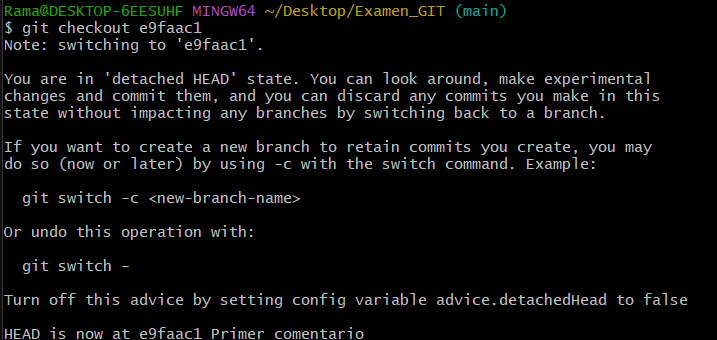 Rama@DESKTOP-6EESUHF MINGW64 ~/Desktop/Examen_GIT (main)
$ git checkout e9faac1
Note: switching to 'e9faac1'.

You are in 'detached HEAD' state. You can look around, make experimental
changes and commit them, and you can discard any commits you make in this
state without impacting any branches by switching back to a branch.

If you want to create a new branch to retain commits you create, you may
do so (now or later) by using -c with the switch command. Example:

  git switch -c <new-branch-name>

Or undo this operation with:

  git switch -

Turn off this advice by setting config variable advice.detachedHead to false

HEAD is now at e9faac1 Primer comentario